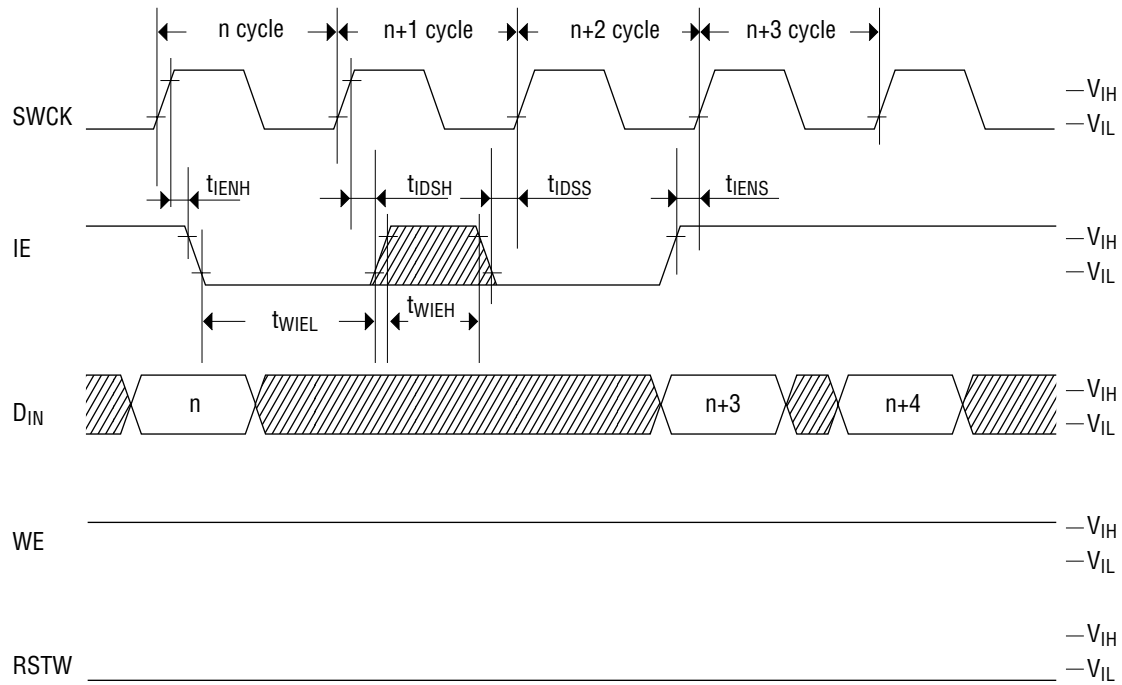 n cycle n+1 cycle n+2 cycle n+3 cycle
SWCK
VIH
VIL
tIENH tIDSH tIDSS tIENS
IE
VIH
VIL
tWIEL tWIEH
DIN
n n+3 n+4
VIH
VIL
WE
VIH
VIL
RSTW
VIH
VIL